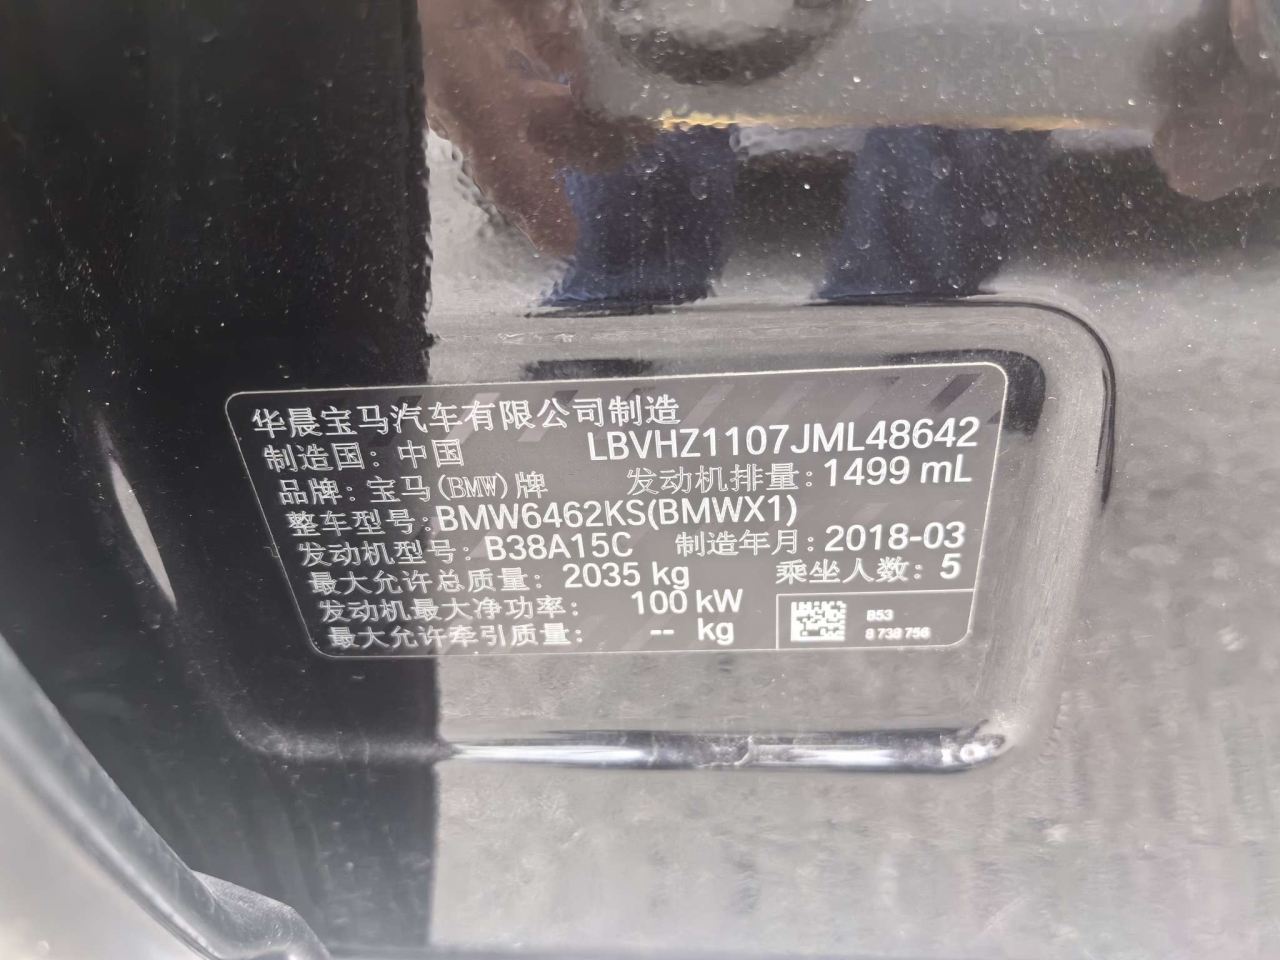 华晨宝马汽车有限公司制造
制造国：中国 LBVHZ1107JML48642
品牌：宝马(BMW)牌 发动机排量：1499 mL
整车型号：BMW6462KS(BMWX1)
发动机型号：B38A15C 制造年月：2018-03
最大允许总质量：2035 kg 乘坐人数：5
发动机最大净功率： 100 kW
最大允许牵引质量： -- kg
B53
8 738 756